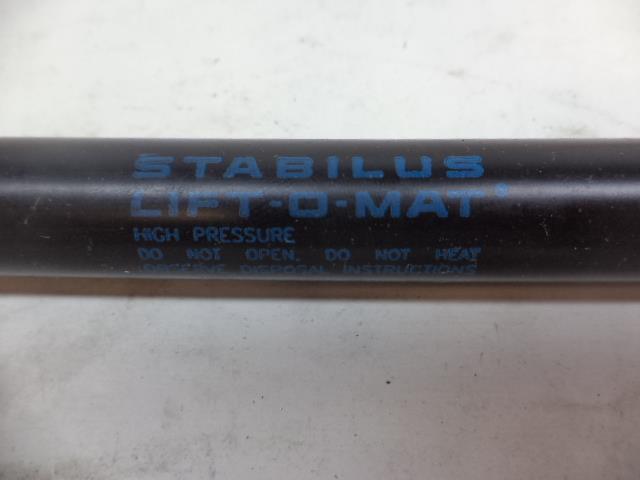 STABILUS
LIFT-O-MAT®
HIGH PRESSURE
DO NOT OPEN. DO NOT HEAT
OBSERVE DISPOSAL INSTRUCTIONS